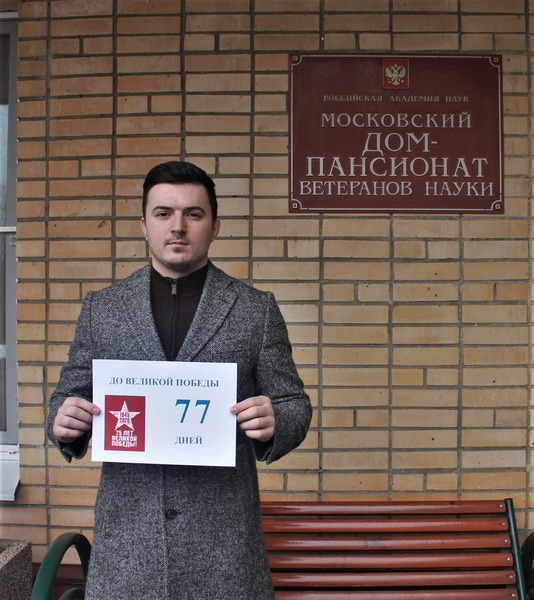 РОССИЙСКАЯ АКАДЕМИЯ НАУК
МОСКОВСКИЙ
ДОМ-
ПАНСИОНАТ
ВЕТЕРАНОВ НАУКИ
ДО ВЕЛИКОЙ ПОБЕДЫ
77
ДНЕЙ
75 ЛЕТ
ВЕЛИКОЙ
ПОБЕДЫ!